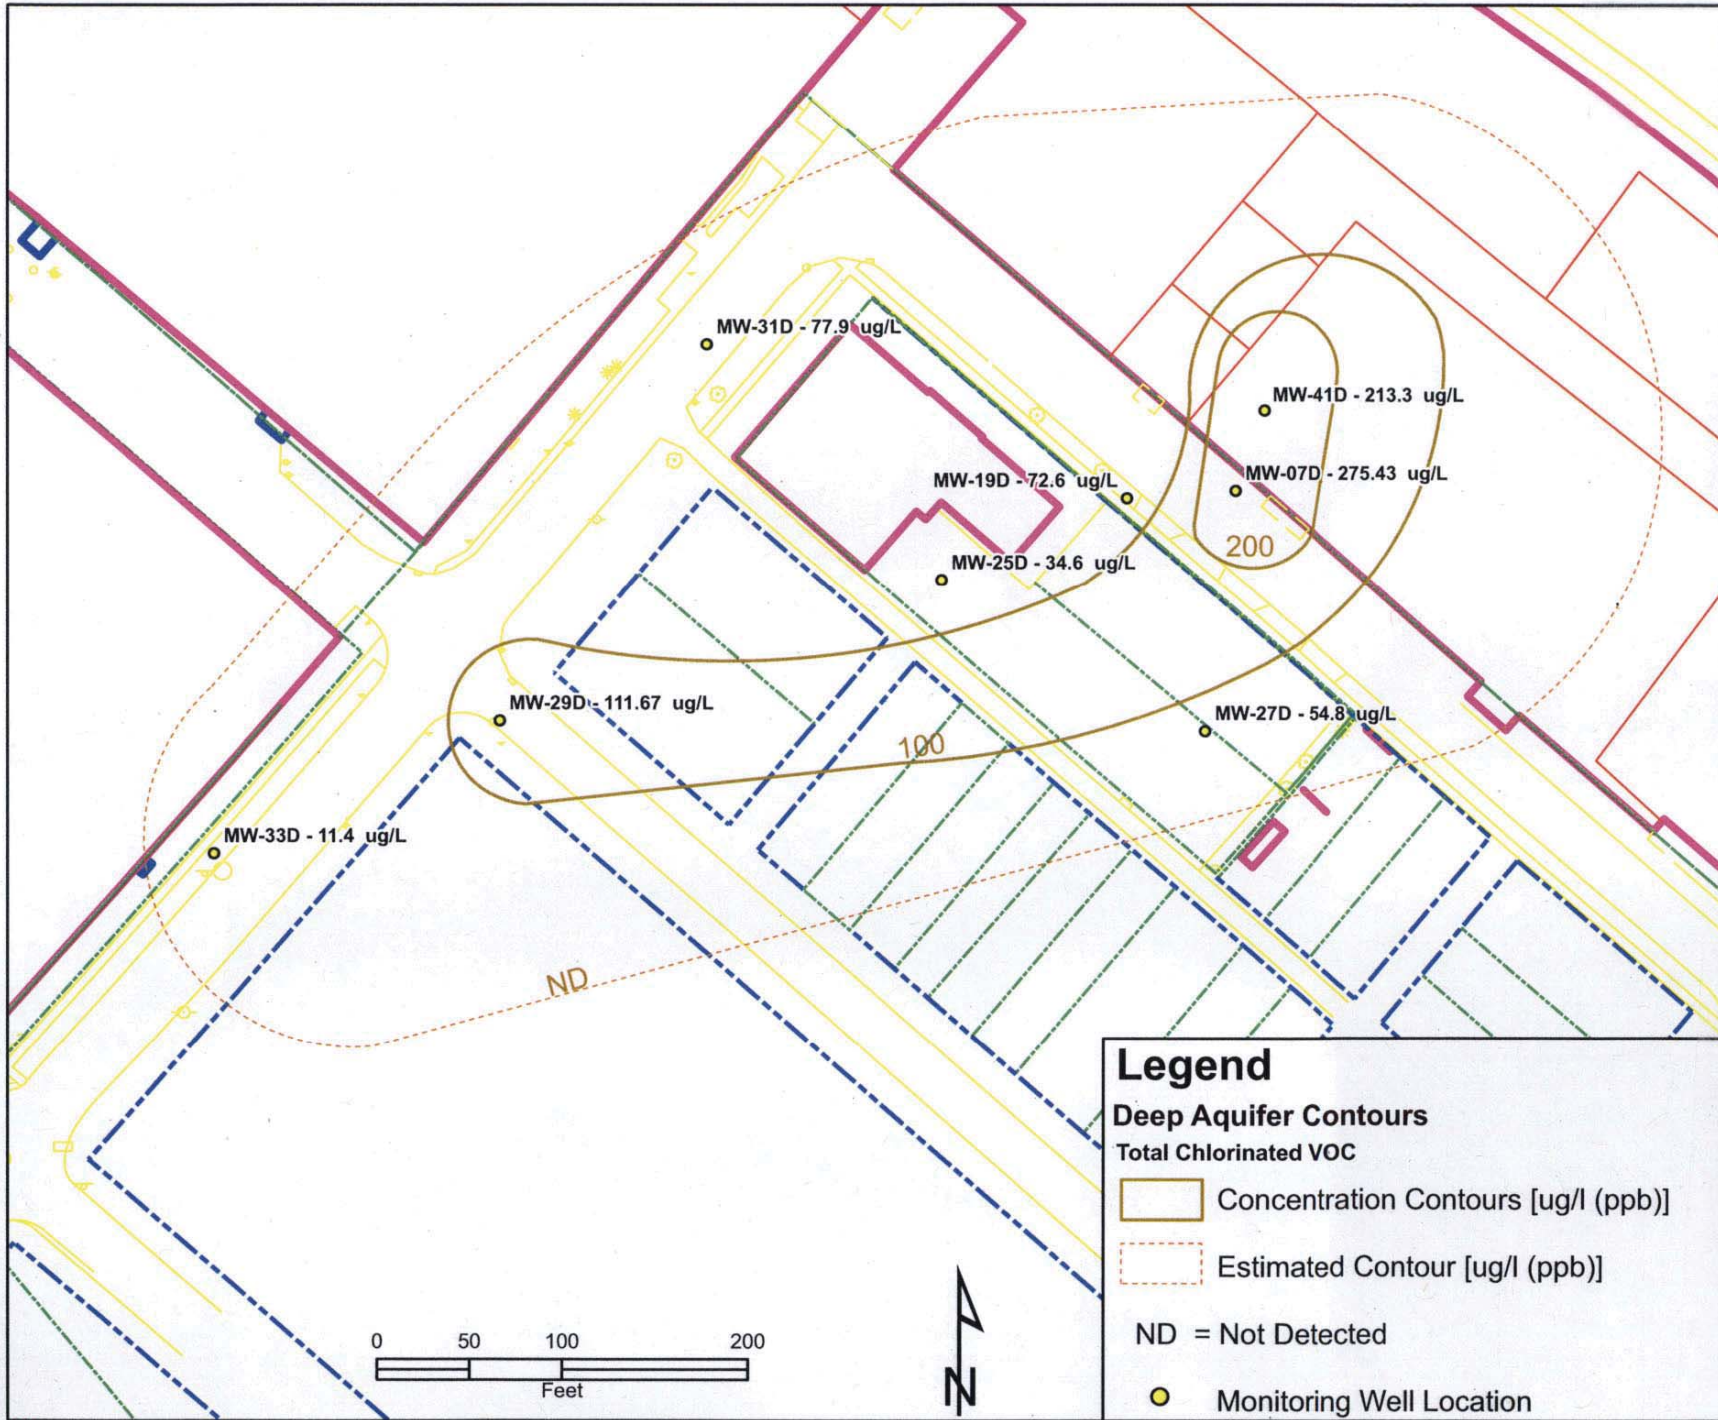 MW-31D - 77.9 ug/L
MW-41D - 213.3 ug/L
MW-19D - 72.6 ug/L
MW-07D - 275.43 ug/L
200
MW-25D - 34.6 ug/L
MW-29D - 111.67 ug/L
MW-27D - 54.8 ug/L
100
MW-33D - 11.4 ug/L
ND
Legend
Deep Aquifer Contours
Total Chlorinated VOC
Concentration Contours [ug/l (ppb)]
Estimated Contour [ug/l (ppb)]
ND = Not Detected
Monitoring Well Location
0 50 100 200
Feet
N